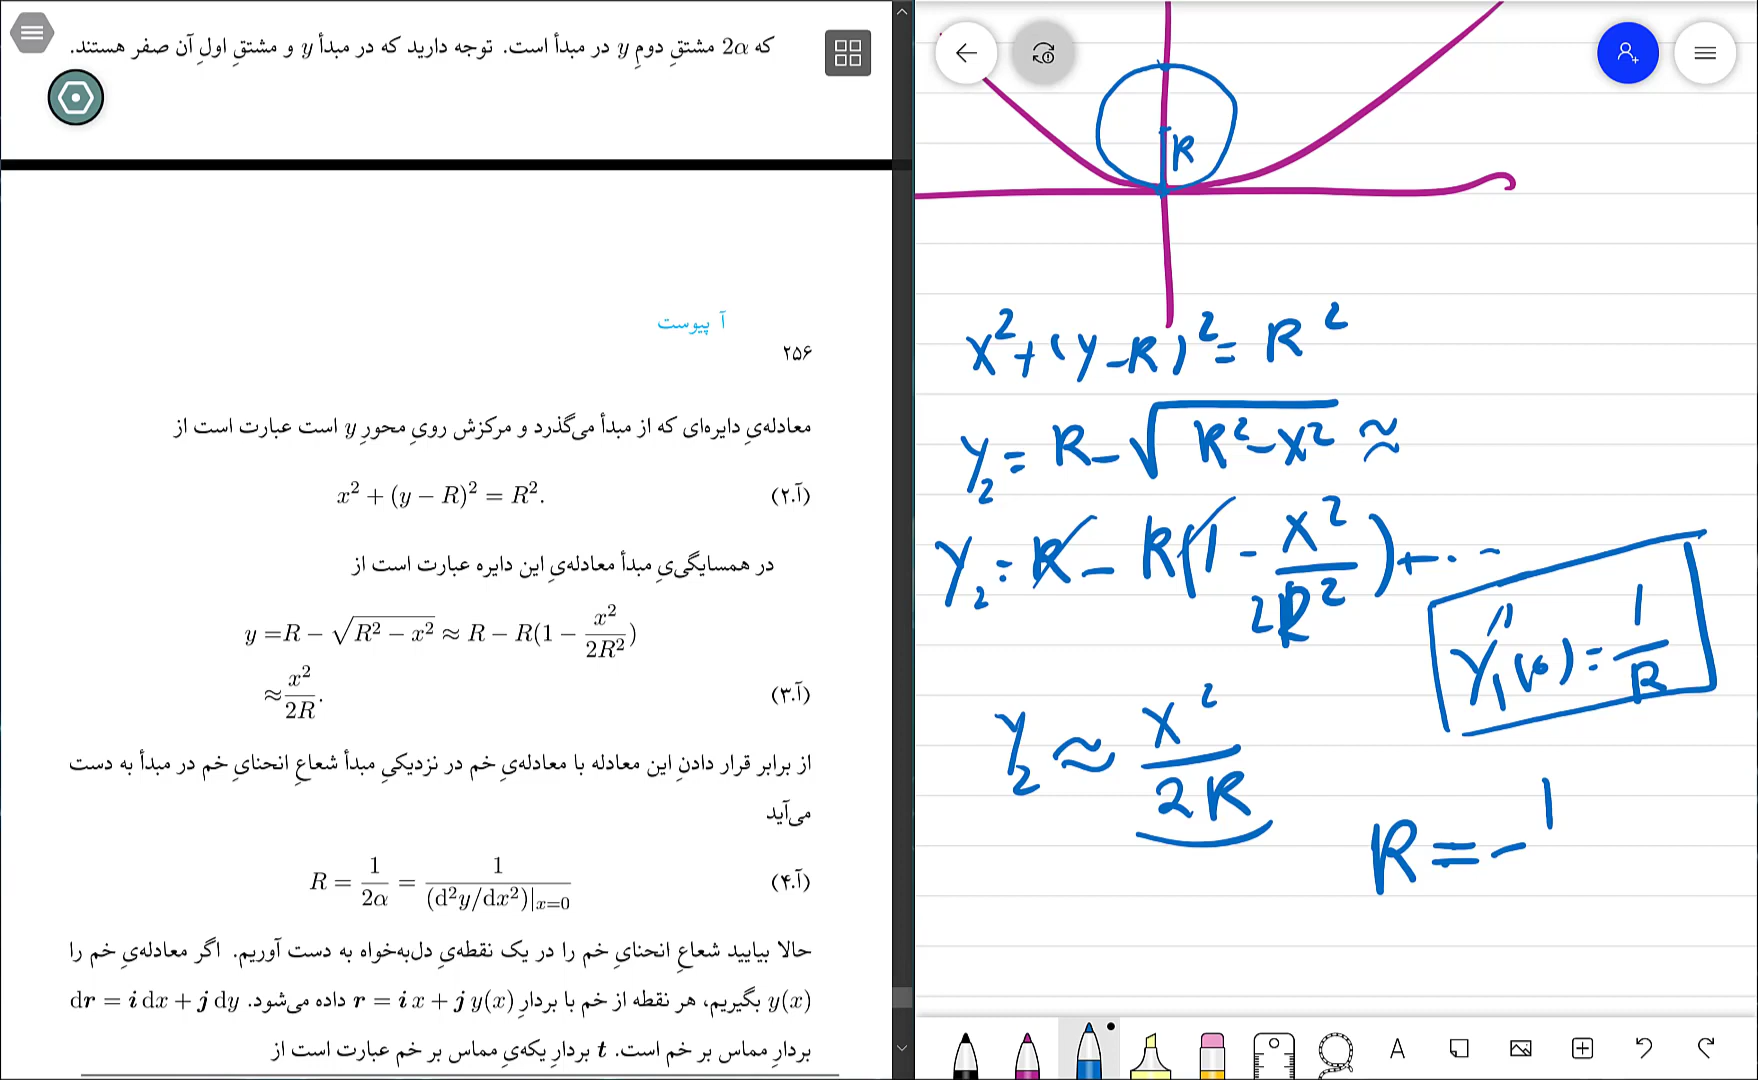 که 2α مشتقِ دومِ y در مبدأ است. توجه دارید که در مبدأ y و مشتقِ اولِ آن صفر هستند.
آ پیوست
۲۵۶
معادله‌یِ دایره‌ای که از مبدأ می‌گذرد و مرکزش رویِ محورِ y است عبارت است از
x² + (y − R)² = R². (آ.۲)
در همسایگی‌یِ مبدأ معادله‌یِ این دایره عبارت است از
y =R − √(R² − x²) ≈ R − R(1 − x²/2R²)
≈ x²/2R. (آ.۳)
از برابر قرار دادنِ این معادله با معادله‌یِ خم در نزدیکیِ مبدأ شعاعِ انحنایِ خم در مبدأ به دست
می‌آید
R = 1/2α = 1/(d²y/dx²)|x=0 (آ.۴)
حالا بیایید شعاعِ انحنایِ خم را در یک نقطه‌یِ دل‌به‌خواه به دست آوریم. اگر معادله‌یِ خم را
y(x) بگیریم، هر نقطه از خم با بردارِ r = i x + j y(x) داده می‌شود. dr = i dx + j dy
بردارِ مماس بر خم است. t بردارِ یکه‌یِ مماس بر خم عبارت است از
R
x² + (y − R)² = R²
y₂ = R − √(R² − x²) ≈
y₂ = R − R(1 − x²/2R²) + ...
y₁''(0) = 1/R
y₂ ≈ x²/2R
R = 1/
A